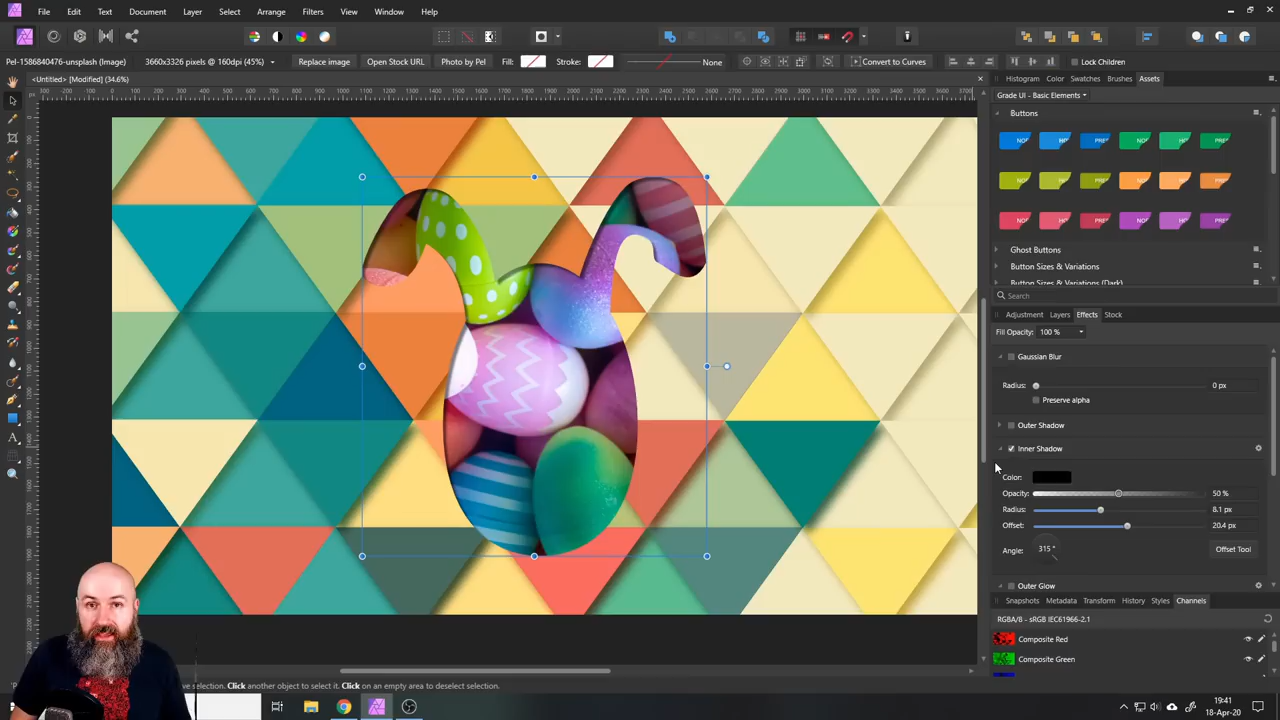 File Edit Text Document Layer Select Arrange Filters View Window Help
Pel-1586840476-unsplash (Image) 3660x3326 pixels @ 476dpi (45%) Replace image Open Stock URL Photo by Pel Fill: Stroke: None Convert to Curves Lock Children
<Untitled> [Modified] (34.6%)
Histogram Color Swatches Brushes Assets
Grade UI - Basic Elements
Buttons
Ghost Buttons
Button Sizes & Variations
Button Sizes & Variations (Dark)
Search
Adjustment Layers Effects Stock
Fill Opacity: 100 %
Gaussian Blur
Radius: 0 px
Preserve alpha
Outer Shadow
Inner Shadow
Color:
Opacity: 50 %
Radius: 8.1 px
Offset: 20.4 px
Angle: 315 ° Offset Tool
Outer Glow
Snapshots Metadata Transform History Styles Channels
RGBA/8 - sRGB IEC61966-2.1
Composite Red
Composite Green
ve selection. Click another object to select it. Click on an empty area to deselect selection.
19:41
18-Apr-20